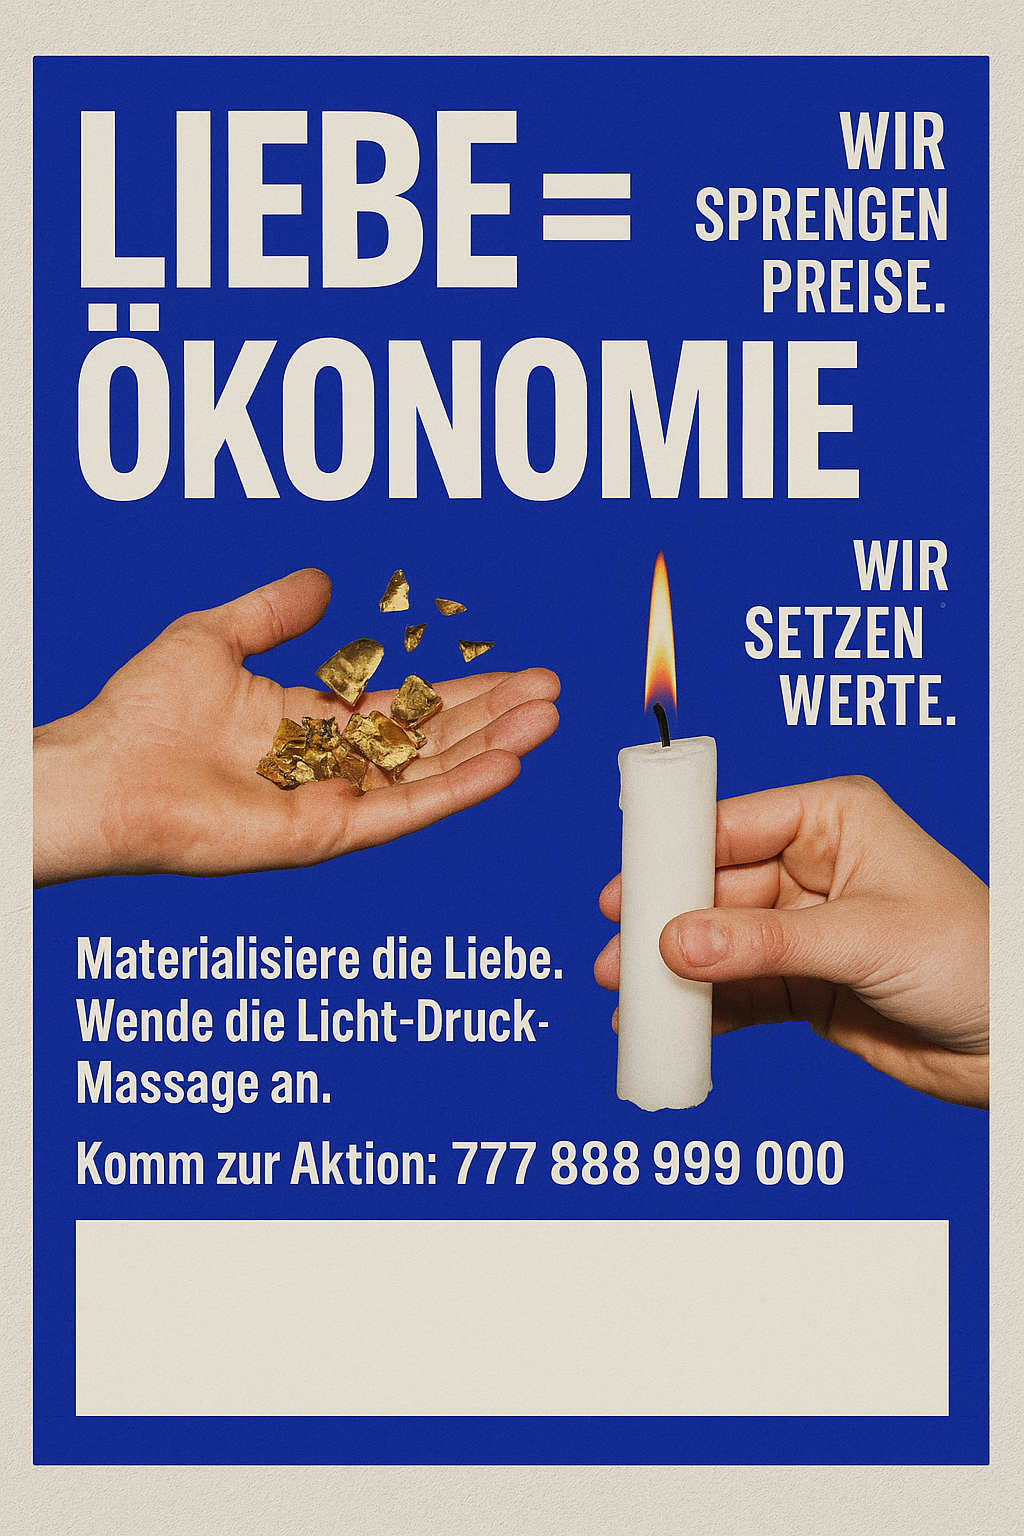 LIEBE =
ÖKONOMIE
WIR
SPRENGEN
PREISE.
WIR
SETZEN
WERTE.
Materialisiere die Liebe.
Wende die Licht-Druck-
Massage an.
Komm zur Aktion: 777 888 999 000